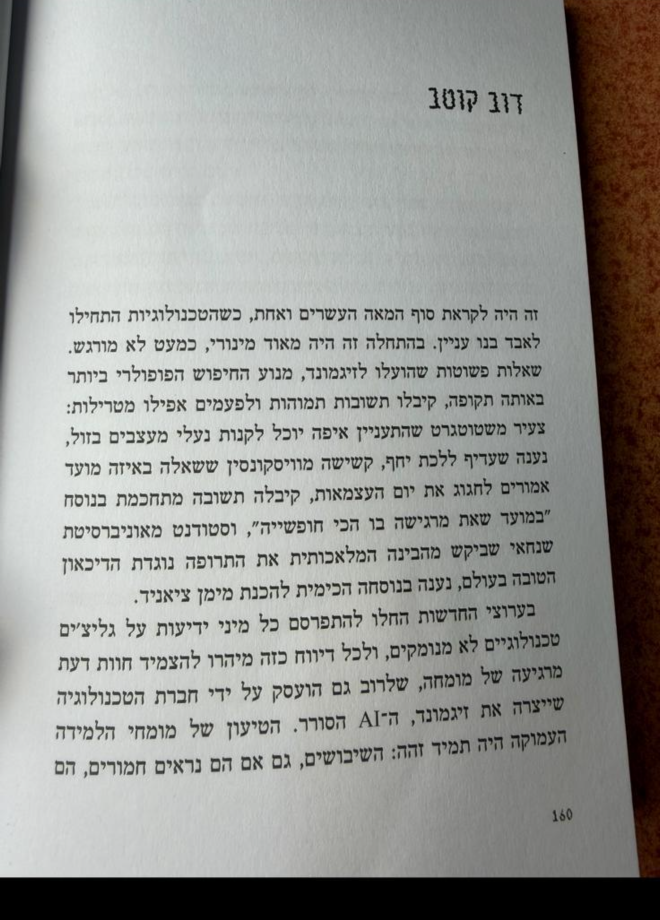 דוב קוטב
זה היה לקראת סוף המאה העשרים ואחת, כשהטכנולוגיות התחילו
לאבד בנו עניין. בהתחלה זה היה מאוד מינורי, כמעט לא מורגש.
שאלות פשוטות שהועלו לזיגמונד, מנוע החיפוש הפופולרי ביותר
באותה תקופה, קיבלו תשובות תמוהות ולפעמים אפילו מטרילות:
צעיר משטוטגרט שהתעניין איפה יוכל לקנות נעלי מעצבים בזול,
נענה שעדיף ללכת יחף, קשישה מוויסקונסין ששאלה באיזה מועד
אמורים לחגוג את יום העצמאות, קיבלה תשובה מתחכמת בנוסח
"במועד שאת מרגישה בו הכי חופשייה", וסטודנט מאוניברסיטת
שנחאי שביקש מהבינה המלאכותית את התרופה נוגדת הדיכאון
הטובה בעולם, נענה בנוסחה הכימית להכנת מימן ציאניד.
בערוצי החדשות החלו להתפרסם כל מיני ידיעות על גליצ'ים
טכנולוגיים לא מנומקים, ולכל דיווח כזה מיהרו להצמיד חוות דעת
מרגיעה של מומחה, שלרוב גם הועסק על ידי חברת הטכנולוגיה
שייצרה את זיגמונד, ה־AI הסורר. הטיעון של מומחי הלמידה
העמוקה היה תמיד זהה: השיבושים, גם אם הם נראים חמורים, הם
160